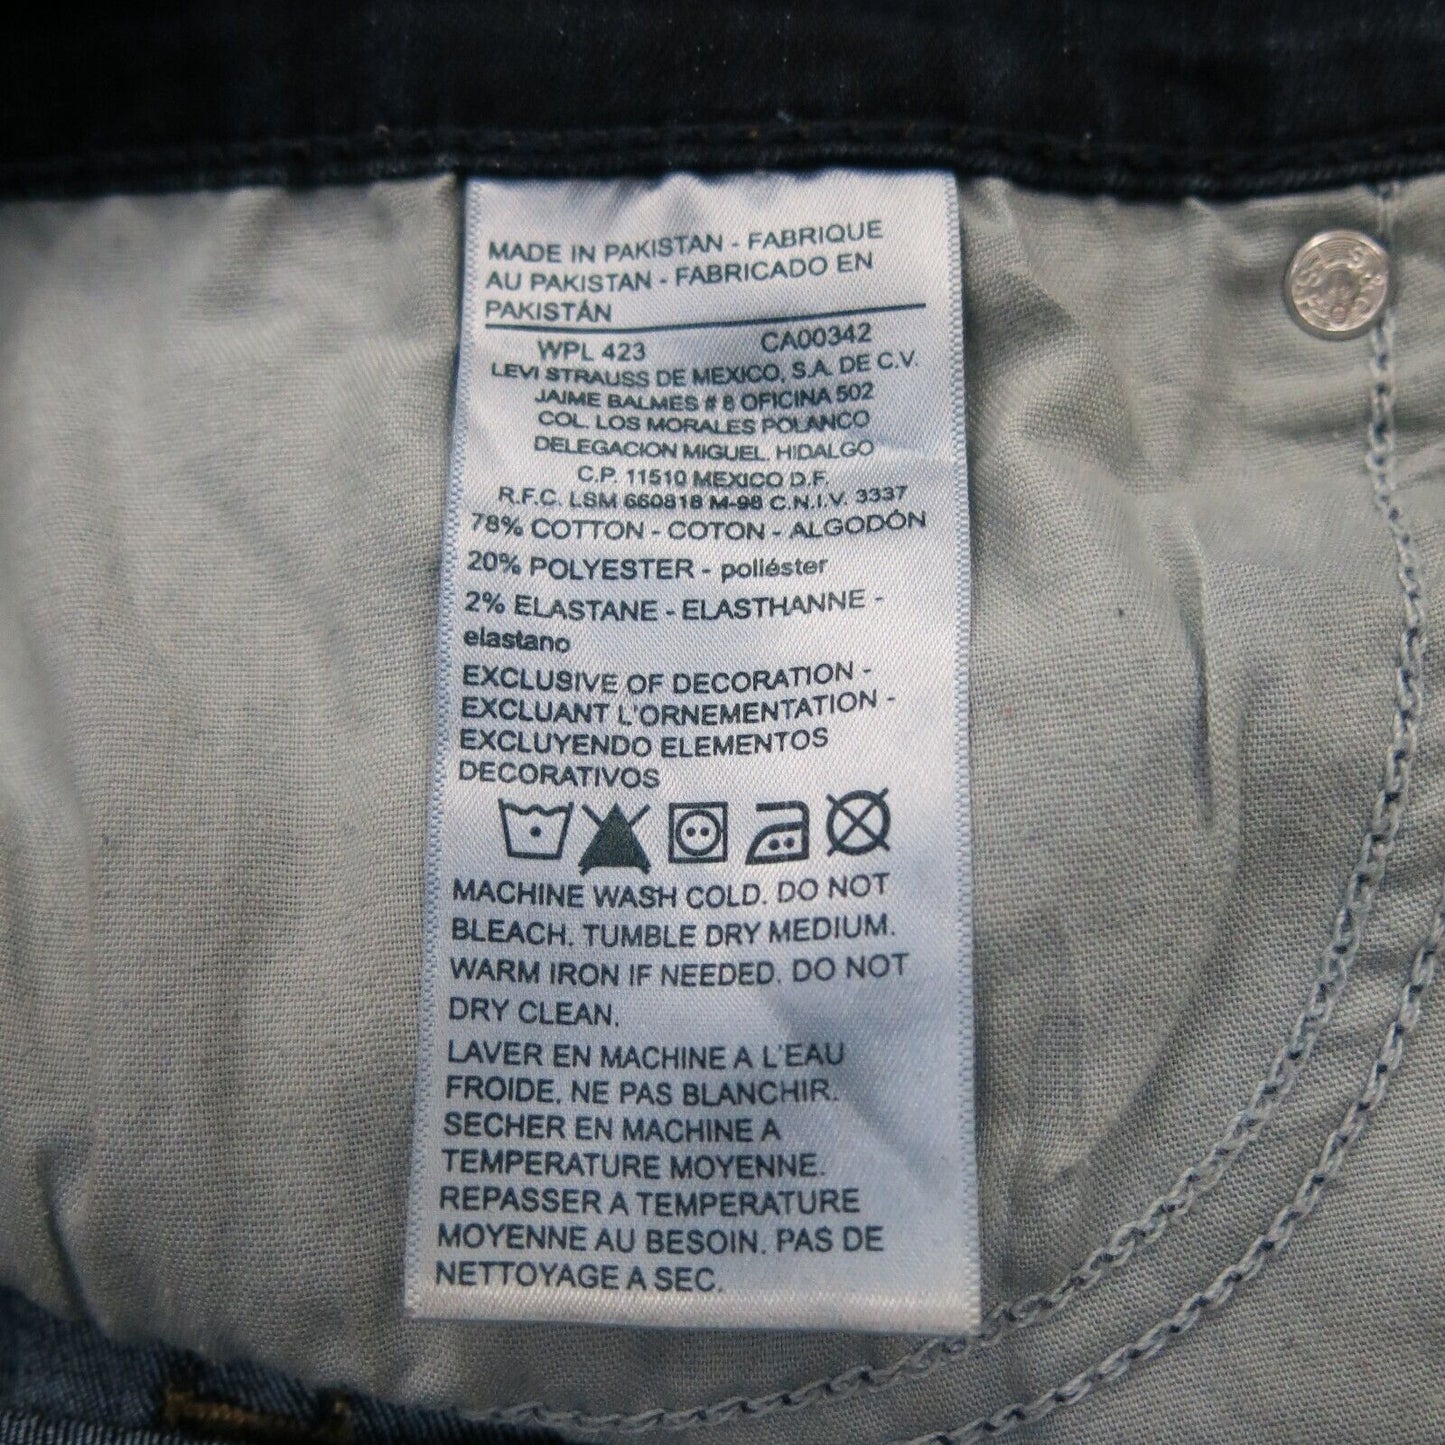 MADE IN PAKISTAN - FABRIQUE
AU PAKISTAN - FABRICADO EN
PAKISTÁN
WPL 423 CA00342
LEVI STRAUSS DE MEXICO, S.A. DE C.V.
JAIME BALMES # 8 OFICINA 502
COL. LOS MORALES POLANCO
DELEGACION MIGUEL HIDALGO
C.P. 11510 MEXICO D.F.
R.F.C. LSM 660818 M-98 C.N.I.V. 3337
78% COTTON - COTON - ALGODÓN
20% POLYESTER - poliéster
2% ELASTANE - ELASTHANNE -
elastano
EXCLUSIVE OF DECORATION -
EXCLUANT L'ORNEMENTATION -
EXCLUYENDO ELEMENTOS
DECORATIVOS
MACHINE WASH COLD. DO NOT
BLEACH. TUMBLE DRY MEDIUM.
WARM IRON IF NEEDED. DO NOT
DRY CLEAN.
LAVER EN MACHINE A L'EAU
FROIDE. NE PAS BLANCHIR.
SECHER EN MACHINE A
TEMPERATURE MOYENNE.
REPASSER A TEMPERATURE
MOYENNE AU BESOIN. PAS DE
NETTOYAGE A SEC.